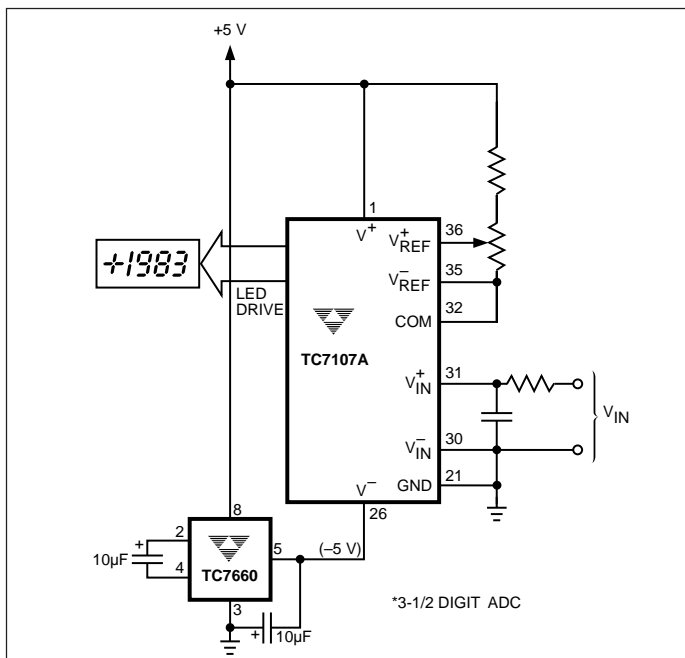 +5 V
1
V+
36
V+REF
35
V−REF
32
COM
+1983
LED
DRIVE
TC7107A
31
V+IN
VIN
30
V−IN
21
GND
V−
26
8
2
+
5
(–5 V)
10µF
4
TC7660
3
+
10µF
*3-1/2 DIGIT ADC